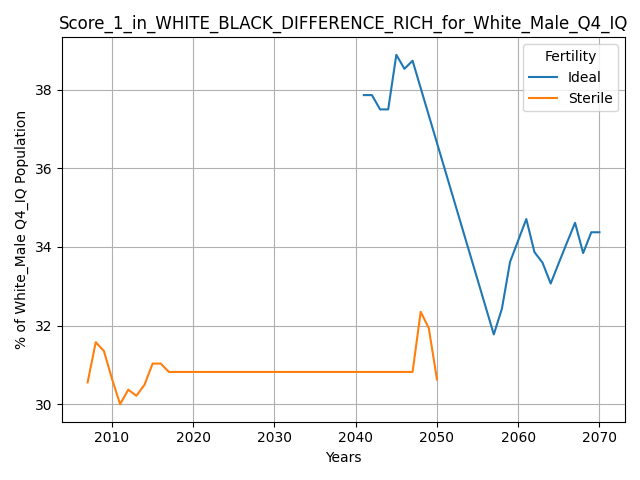 Score_1_in_WHITE_BLACK_DIFFERENCE_RICH_for_White_Male_Q4_IQ
Fertility
Ideal
Sterile
% of White_Male Q4_IQ Population
38
36
34
32
30
2010 2020 2030 2040 2050 2060 2070
Years